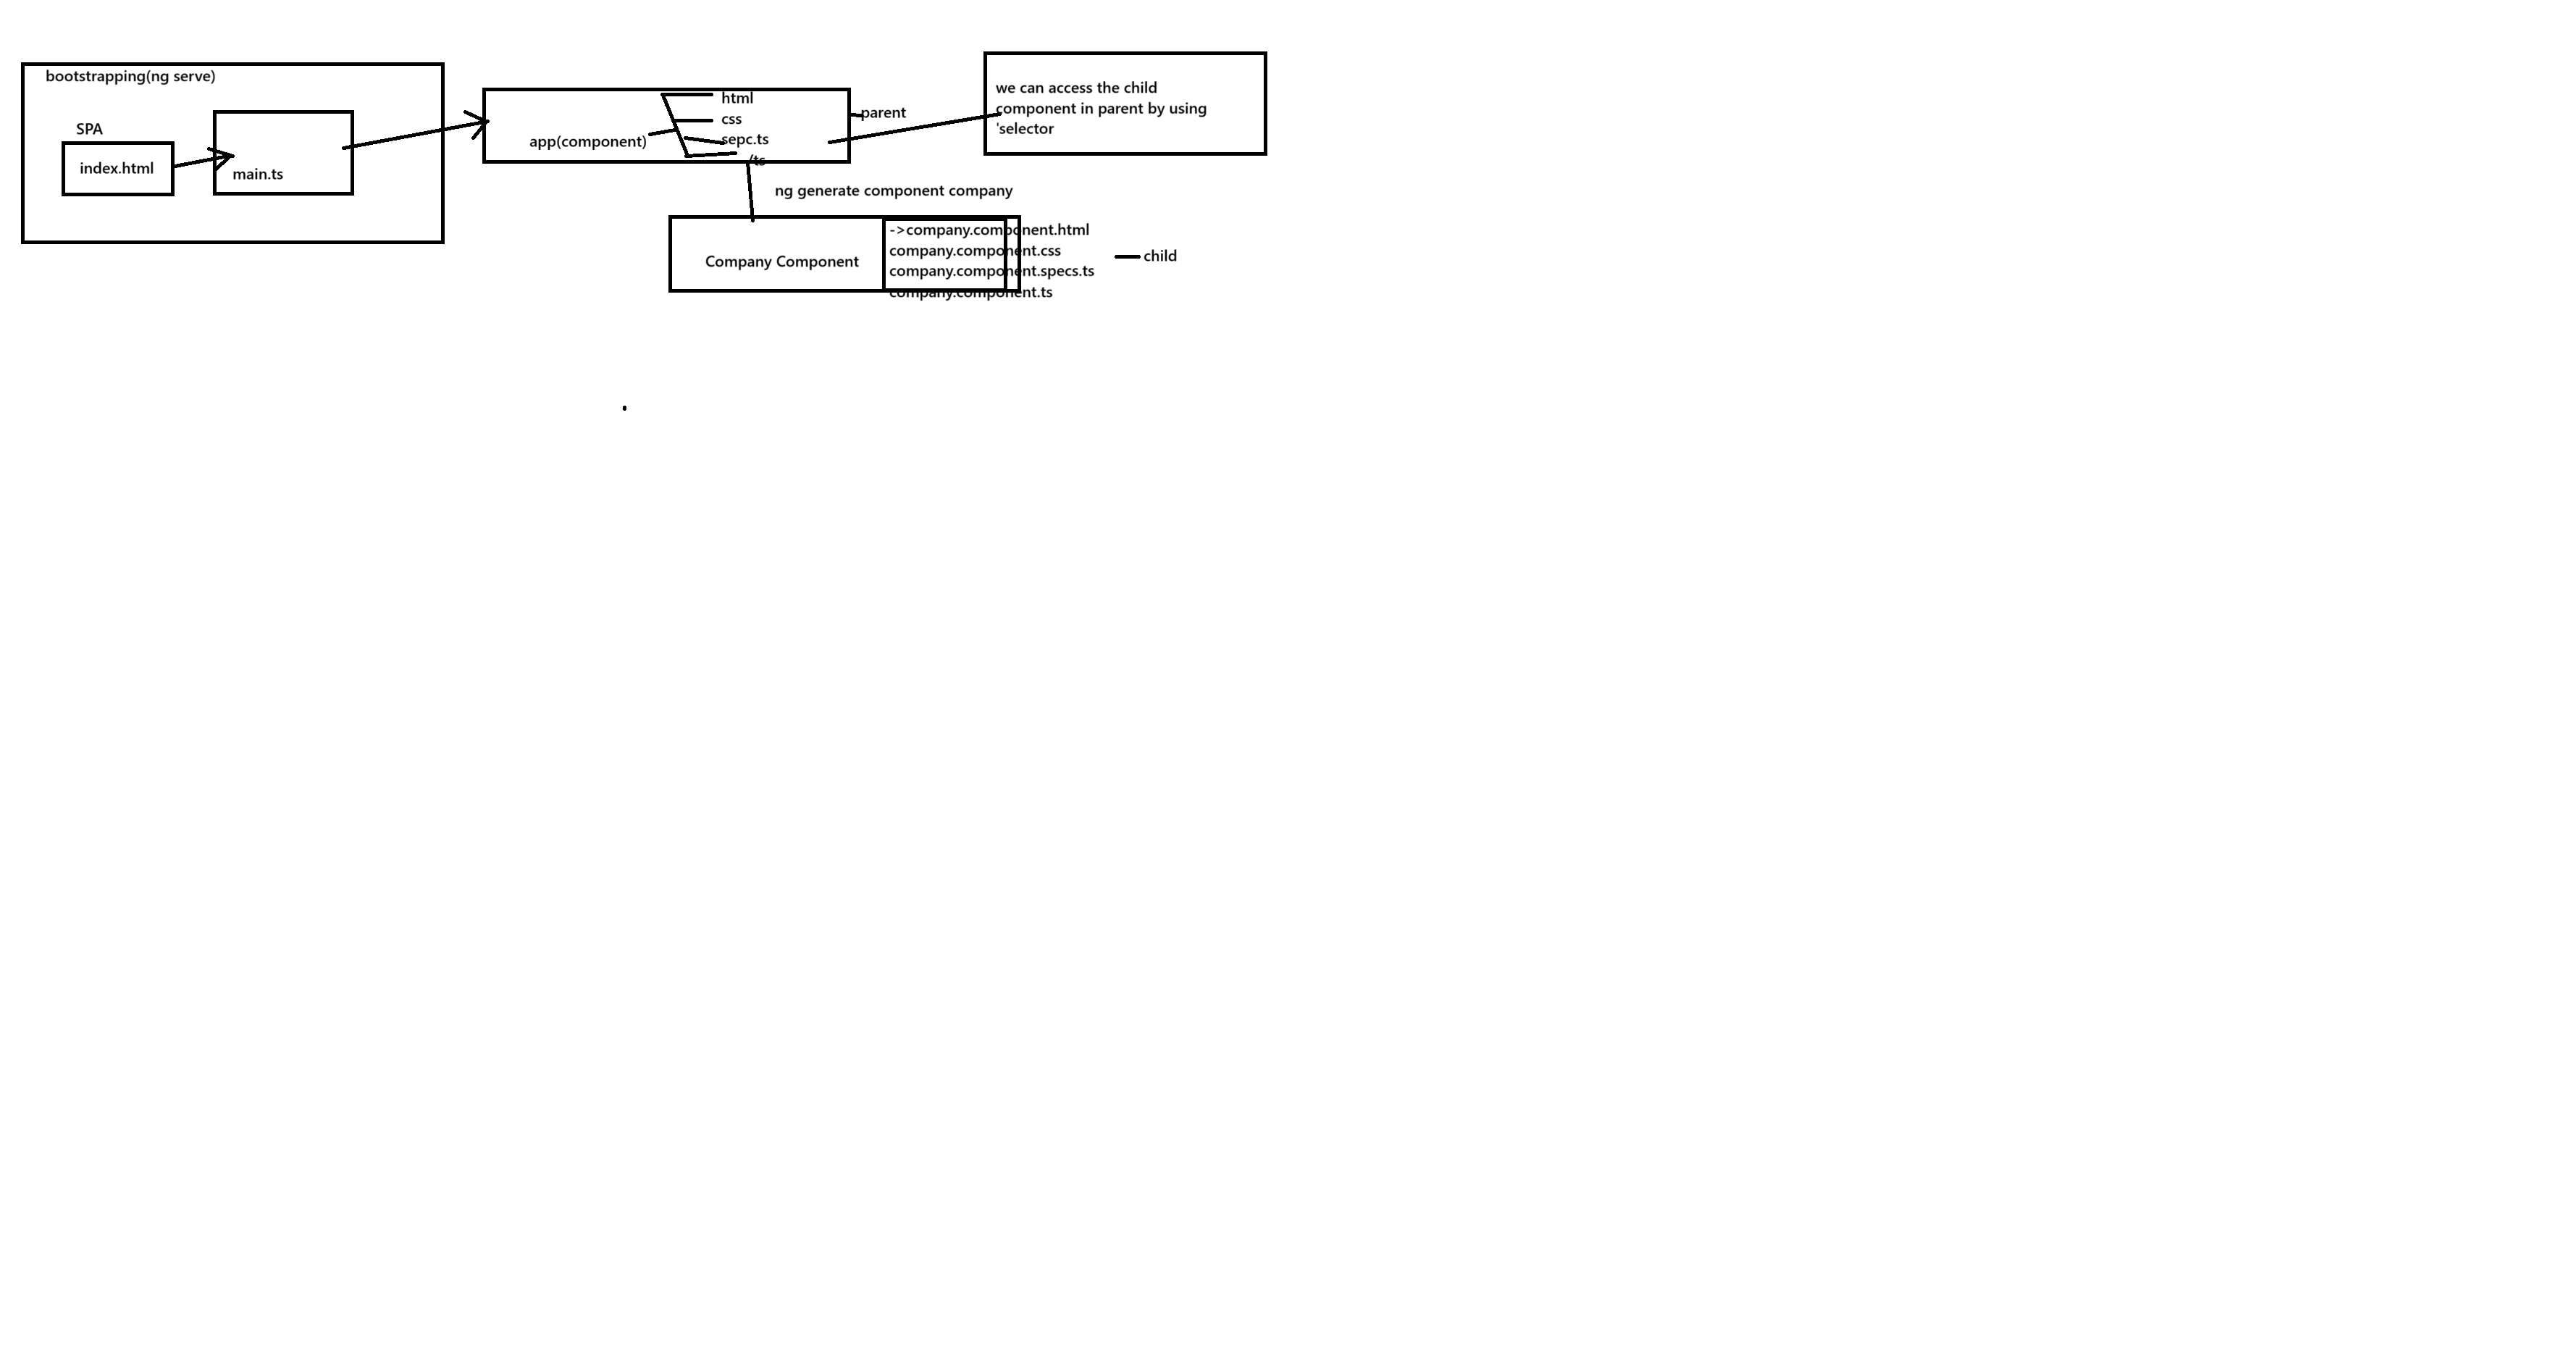 bootstrapping(ng serve)
SPA
index.html
main.ts
app(component)
html
css
sepc.ts
/ts
parent
we can access the child
component in parent by using
'selector
ng generate component company
Company Component
->company.component.html
company.component.css
company.component.specs.ts
company.component.ts
child